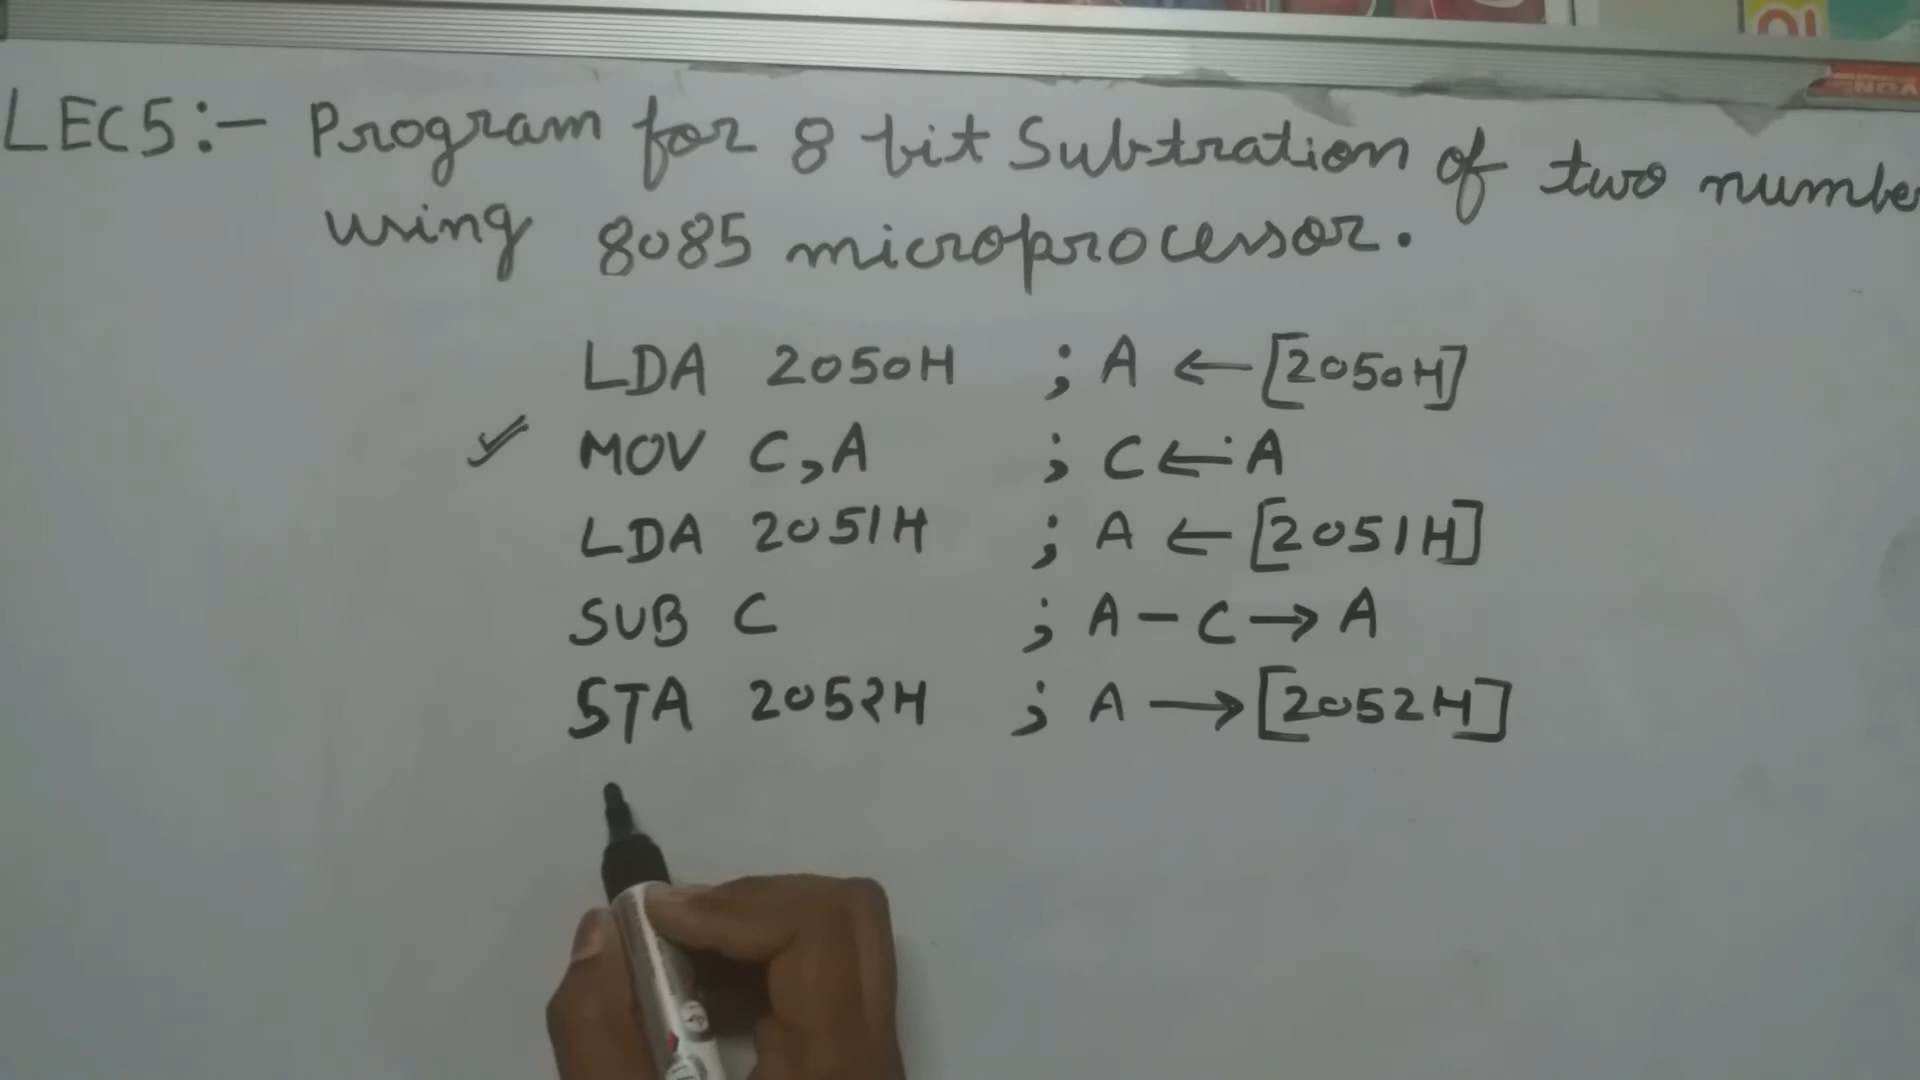 LEC5:- Program for 8 bit Subtration of two number
using 8085 microprocessor.
LDA 2050H ; A ← [2050H]
✓ MOV C,A ; C ← A
LDA 2051H ; A ← [2051H]
SUB C ; A - C → A
STA 2052H ; A → [2052H]